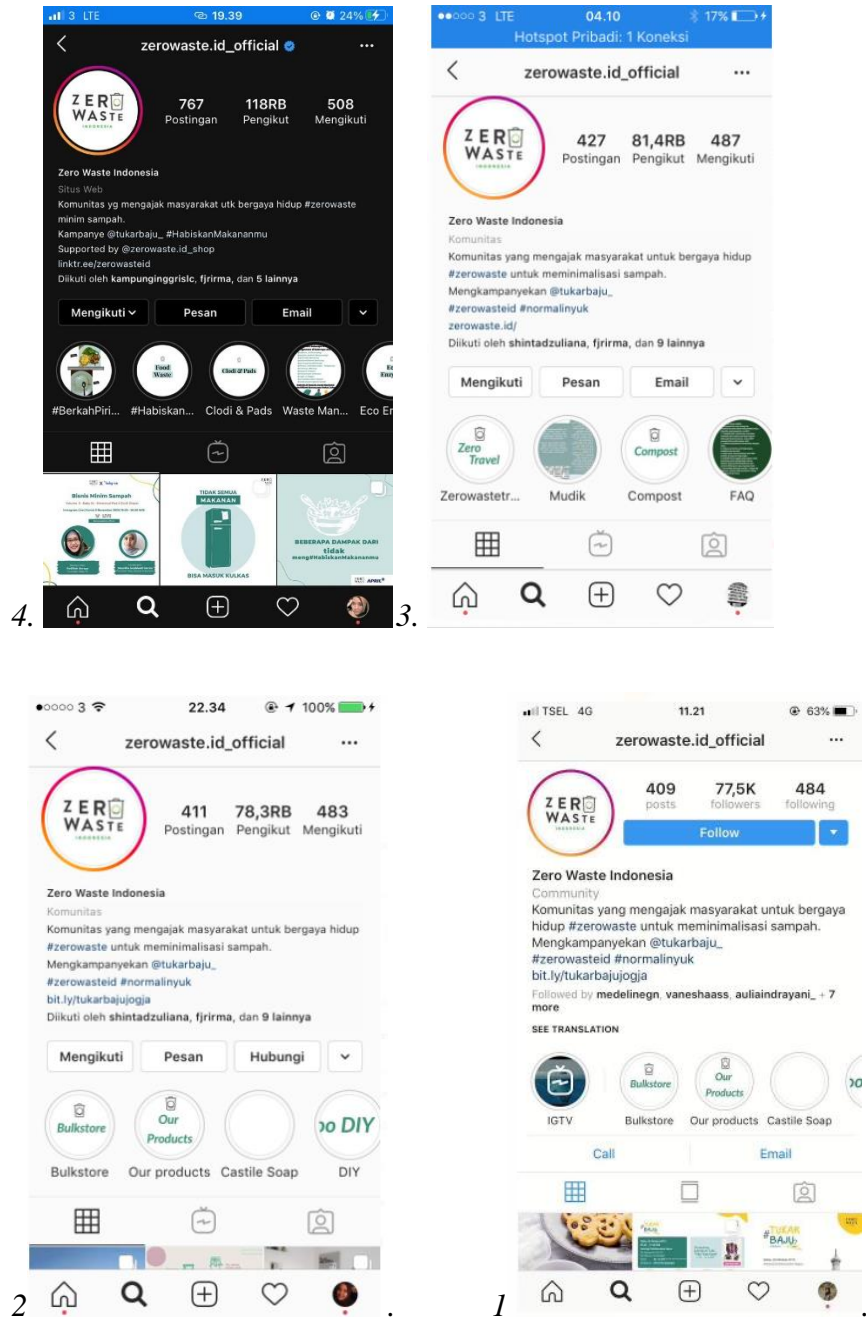 3 LTE 19.39 24%
zerowaste.id_official
ZERO
WASTE
INDONESIA
767 118RB 508
Postingan Pengikut Mengikuti
Zero Waste Indonesia
Situs Web
Komunitas yg mengajak masyarakat utk bergaya hidup #zerowaste
minim sampah.
Kampanye @tukarbaju_ #HabiskanMakananmu
Supported by @zerowaste.id_shop
linktr.ee/zerowasteid
Diikuti oleh kampunginggrislc, fjrirma, dan 5 lainnya
Mengikuti Pesan Email
Food
Waste
Clodi & Pads
#BerkahPiri... #Habiskan... Clodi & Pads Waste Man... Eco Er
Bisnis Minim Sampah
TIDAK SEMUA
MAKANAN
BISA MASUK KULKAS
BEBERAPA DAMPAK DARI
tidak
meng#HabiskanMakananmu
4.
3 LTE 04.10 17%
Hotspot Pribadi: 1 Koneksi
zerowaste.id_official
ZERO
WASTE
INDONESIA
427 81,4RB 487
Postingan Pengikut Mengikuti
Zero Waste Indonesia
Komunitas
Komunitas yang mengajak masyarakat untuk bergaya hidup
#zerowaste untuk meminimalisasi sampah.
Mengkampanyekan @tukarbaju_
#zerowasteid #normalinyuk
zerowaste.id/
Diikuti oleh shintadzuliana, fjrirma, dan 9 lainnya
Mengikuti Pesan Email
Zero
Travel
Compost
Zerowastetr... Mudik Compost FAQ
3.
3 22.34 100%
zerowaste.id_official
ZERO
WASTE
INDONESIA
411 78,3RB 483
Postingan Pengikut Mengikuti
Zero Waste Indonesia
Komunitas
Komunitas yang mengajak masyarakat untuk bergaya hidup
#zerowaste untuk meminimalisasi sampah.
Mengkampanyekan @tukarbaju_
#zerowasteid #normalinyuk
bit.ly/tukarbajujogja
Diikuti oleh shintadzuliana, fjrirma, dan 9 lainnya
Mengikuti Pesan Hubungi
Bulkstore
Our
Products
oo DIY
Bulkstore Our products Castile Soap DIY
2 .
TSEL 4G 11.21 63%
zerowaste.id_official
ZERO
WASTE
INDONESIA
409 77,5K 484
posts followers following
Follow
Zero Waste Indonesia
Community
Komunitas yang mengajak masyarakat untuk bergaya
hidup #zerowaste untuk meminimalisasi sampah.
Mengkampanyekan @tukarbaju_
#zerowasteid #normalinyuk
bit.ly/tukarbajujogja
Followed by medelinegn, vaneshaass, auliaindrayani_ + 7
more
SEE TRANSLATION
Bulkstore
Our
Products
IGTV Bulkstore Our products Castile Soap
Call Email
TUKAR
BAJU
1 .